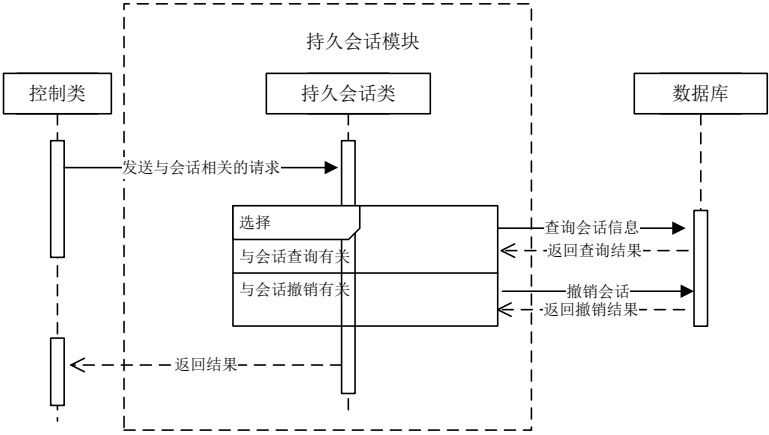 持久会话模块
控制类
持久会话类
数据库
发送与会话相关的请求
选择
查询会话信息
与会话查询有关
返回查询结果
与会话撤销有关
撤销会话
返回撤销结果
返回结果